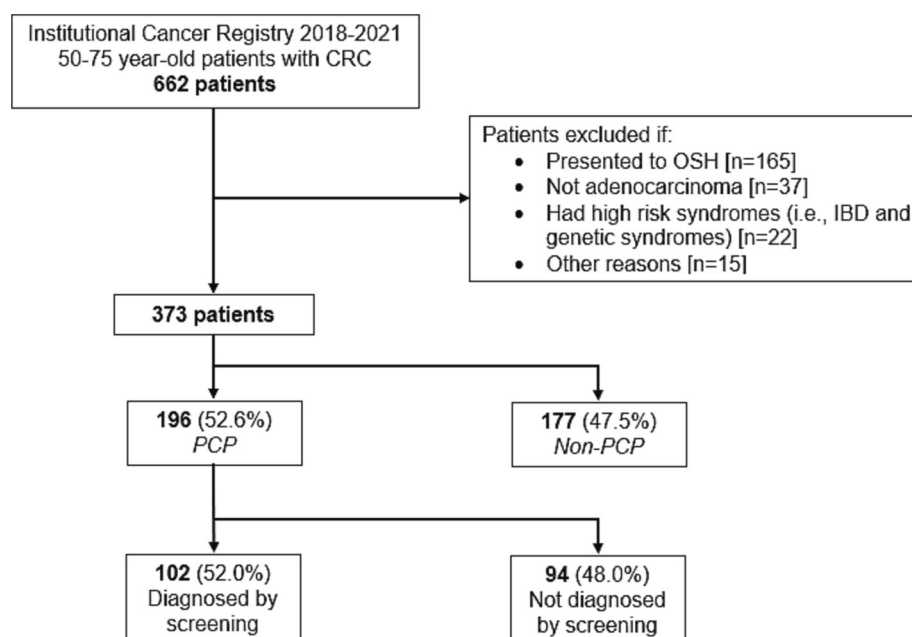 Institutional Cancer Registry 2018-2021
50-75 year-old patients with CRC
662 patients
Patients excluded if:
• Presented to OSH [n=165]
• Not adenocarcinoma [n=37]
• Had high risk syndromes (i.e., IBD and
genetic syndromes) [n=22]
• Other reasons [n=15]
373 patients
196 (52.6%)
PCP
177 (47.5%)
Non-PCP
102 (52.0%)
Diagnosed by
screening
94 (48.0%)
Not diagnosed
by screening